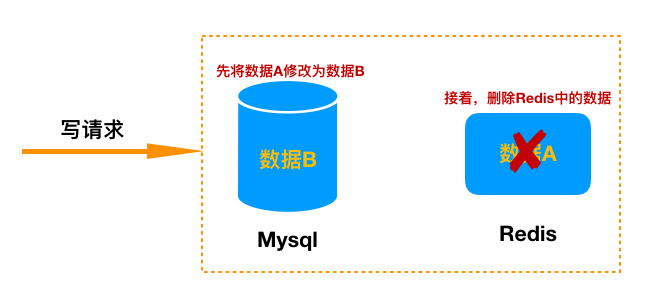 先将数据A修改为数据B
接着，删除Redis中的数据
写请求
数据B
数据A
Mysql
Redis